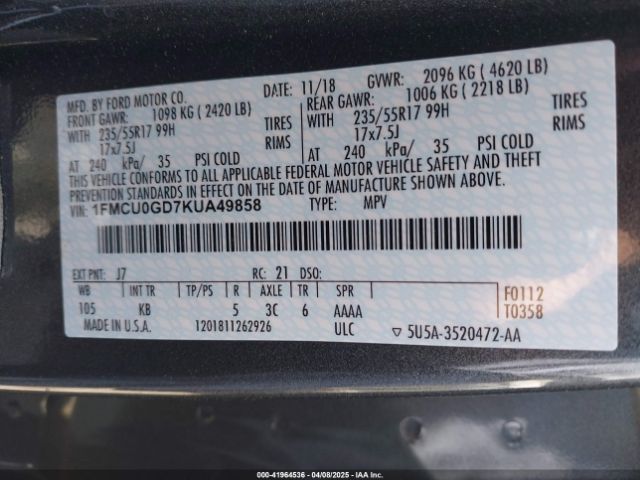 MFD. BY FORD MOTOR CO. DATE: 11/18 GVWR: 2096 KG ( 4620 LB)
FRONT GAWR: 1098 KG ( 2420 LB) REAR GAWR: 1006 KG ( 2218 LB)
WITH 235/55R17 99H TIRES WITH 235/55R17 99H TIRES
17x7.5J RIMS 17x7.5J RIMS
AT 240 kPa/ 35 PSI COLD AT 240 kPa/ 35 PSI COLD
THIS VEHICLE CONFORMS TO ALL APPLICABLE FEDERAL MOTOR VEHICLE SAFETY AND THEFT
PREVENTION STANDARDS IN EFFECT ON THE DATE OF MANUFACTURE SHOWN ABOVE.
VIN: 1FMCU0GD7KUA49858 TYPE: MPV
EXT PNT: J7 RC: 21 DSO:
WB INT TR TP/PS R AXLE TR SPR F0112
105 KB 5 3C 6 AAAA T0358
MADE IN U.S.A. 1201811262926 ULC ▽ 5U5A-3520472-AA
000-41964536 - 04/08/2025 - IAA Inc.